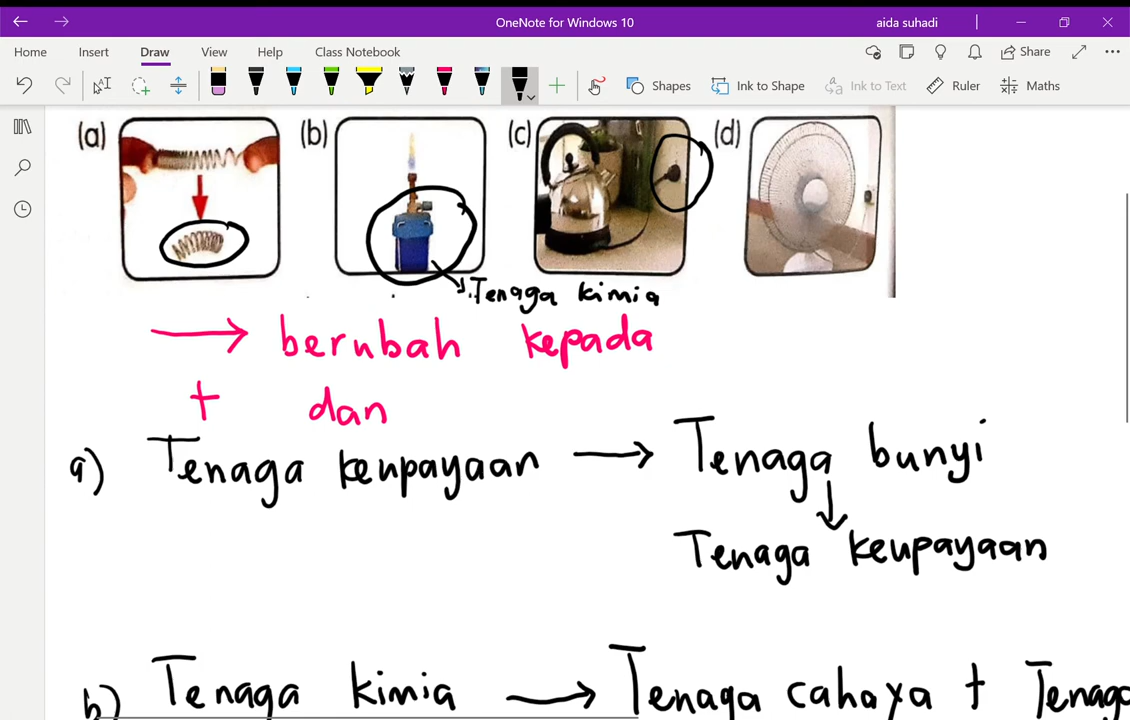 OneNote for Windows 10
aida suhadi
Home Insert Draw View Help Class Notebook
Share
Shapes Ink to Shape Ink to Text Ruler Maths
(a) (b) (c) (d)
Tenaga kimia
→ berubah kepada
+ dan
a) Tenaga keupayaan → Tenaga bunyi
↓
Tenaga keupayaan
b) Tenaga kimia → Tenaga cahaya + Tenaga